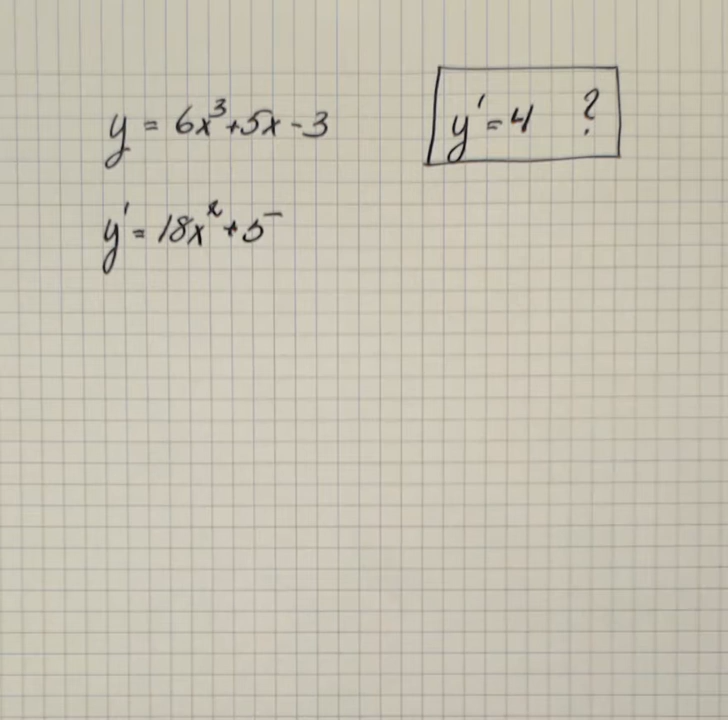 y = 6x³+5x-3
y' = 4 ?
y' = 18x²+5